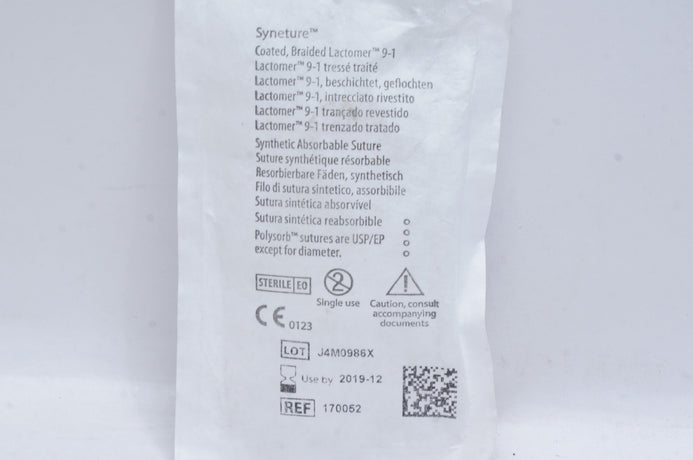 Syneture™
Coated, Braided Lactomer™ 9-1
Lactomer™ 9-1 tressé traité
Lactomer™ 9-1, beschichtet, geflochten
Lactomer™ 9-1, intrecciato rivestito
Lactomer™ 9-1 trançado revestido
Lactomer™ 9-1 trenzado tratado
Synthetic Absorbable Suture
Suture synthétique résorbable
Resorbierbare Fäden, synthetisch
Filo di sutura sintetico, assorbibile
Sutura sintética absorvível
Sutura sintética reabsorbible
Polysorb™ sutures are USP/EP
except for diameter.
STERILE EO
2
Single use
!
Caution, consult
accompanying
documents
CE 0123
LOT J4M0986X
Use by 2019-12
REF 170052